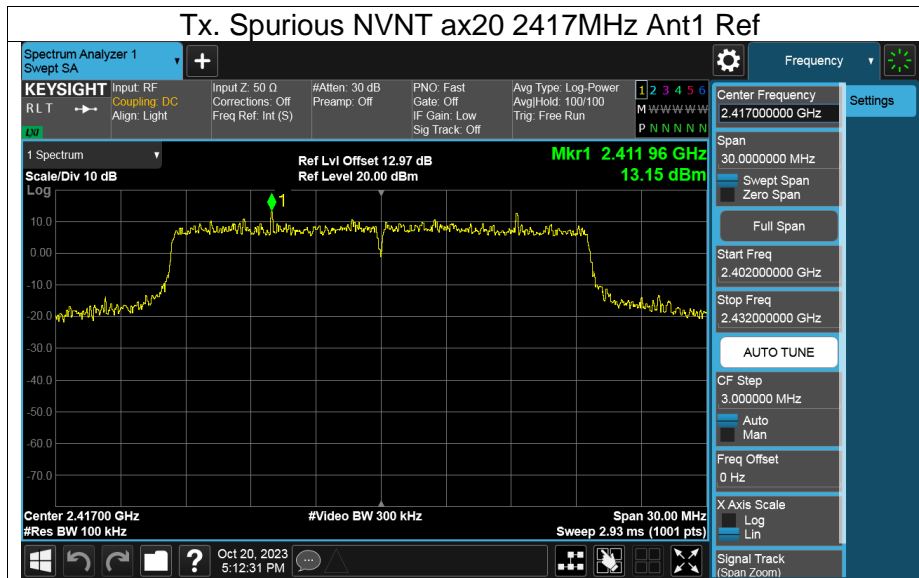 Tx. Spurious NVNT ax20 2417MHz Ant1 Ref
Spectrum Analyzer 1
Swept SA
+
Frequency
KEYSIGHT
R L T
LXI
Input: RF
Coupling: DC
Align: Light
Input Z: 50 Ω
Corrections: Off
Freq Ref: Int (S)
#Atten: 30 dB
Preamp: Off
PNO: Fast
Gate: Off
IF Gain: Low
Sig Track: Off
Avg Type: Log-Power
Avg|Hold: 100/100
Trig: Free Run
1 2 3 4 5 6
M W W W W W
P N N N N N
1 Spectrum
Scale/Div 10 dB
Ref Lvl Offset 12.97 dB
Ref Level 20.00 dBm
Mkr1 2.411 96 GHz
13.15 dBm
Log
1
10.0
0.00
-10.0
-20.0
-30.0
-40.0
-50.0
-60.0
-70.0
Center 2.41700 GHz
#Res BW 100 kHz
#Video BW 300 kHz
Span 30.00 MHz
Sweep 2.93 ms (1001 pts)
Center Frequency
2.417000000 GHz
Settings
Span
30.0000000 MHz
Swept Span
Zero Span
Full Span
Start Freq
2.402000000 GHz
Stop Freq
2.432000000 GHz
AUTO TUNE
CF Step
3.000000 MHz
Auto
Man
Freq Offset
0 Hz
X Axis Scale
Log
Lin
Signal Track
(Span Zoom)
?
Oct 20, 2023
5:12:31 PM